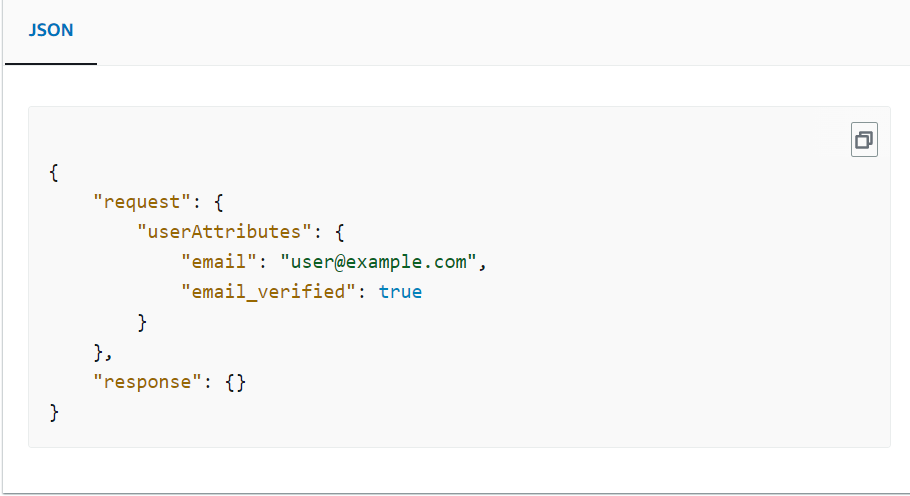 JSON
{
    "request": {
        "userAttributes": {
            "email": "user@example.com",
            "email_verified": true
        }
    },
    "response": {}
}